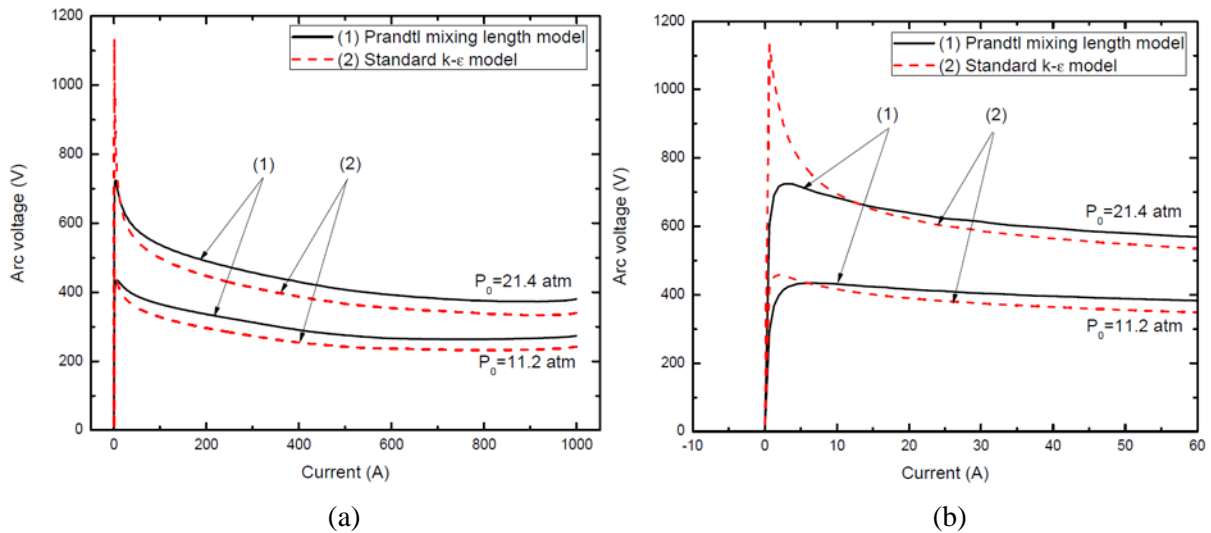 1200
1000
800
600
400
200
0
Arc voltage (V)
(1) Prandtl mixing length model
(2) Standard k-ε model
(1)
(2)
P0=21.4 atm
P0=11.2 atm
0
200
400
600
800
1000
Current (A)
(a)
1200
1000
800
600
400
200
0
Arc voltage (V)
(1) Prandtl mixing length model
(2) Standard k-ε model
(1)
(2)
P0=21.4 atm
P0=11.2 atm
-10
0
10
20
30
40
50
60
Current (A)
(b)